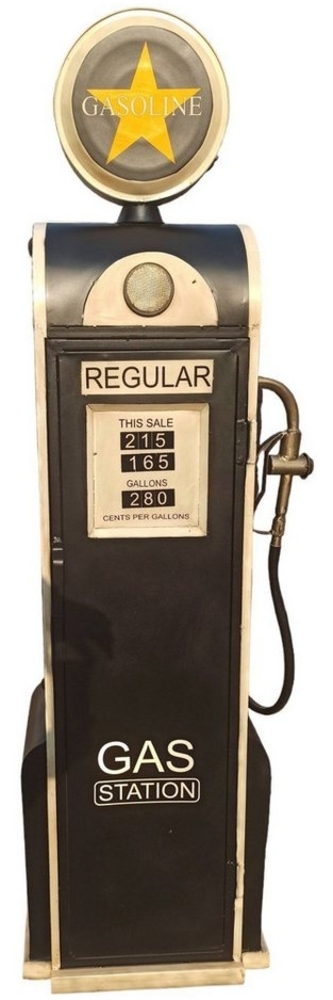 GASOLINE
REGULAR
THIS SALE
215
165
GALLONS
280
CENTS PER GALLONS
GAS
STATION